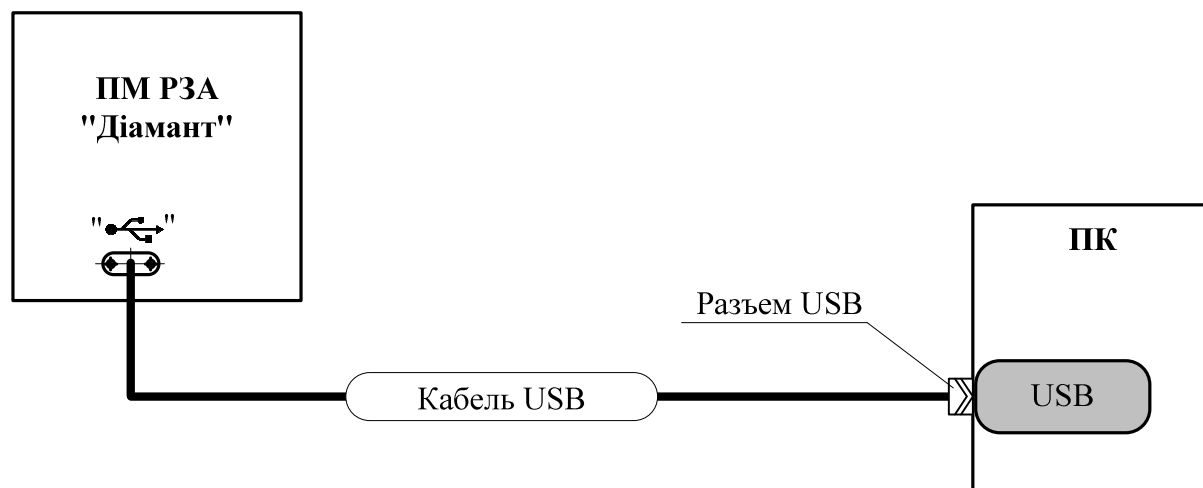 ПМ РЗА
"Діамант"
" "
ПК
Разъем USB
Кабель USB
USB